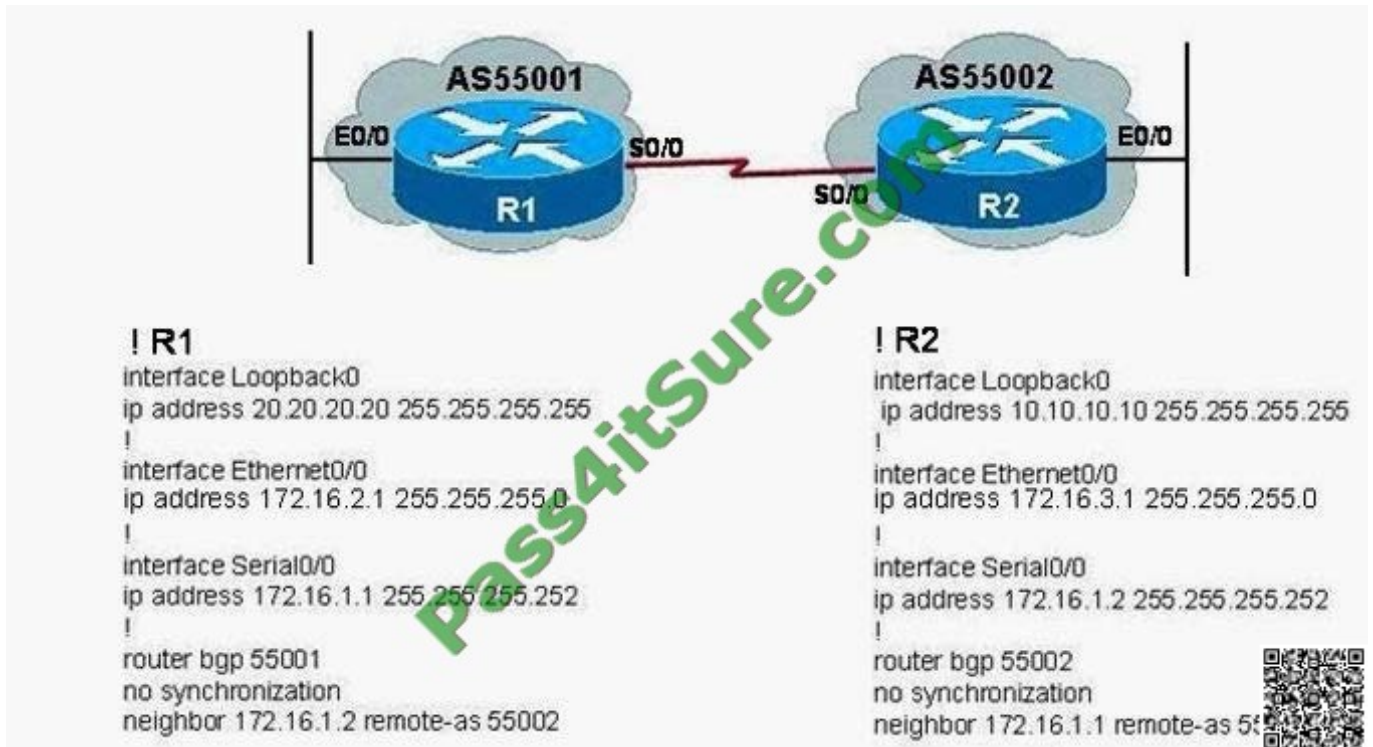 AS55001
AS55002
E0/0
S0/0
S0/0
E0/0
R1
R2
! R1
interface Loopback0
ip address 20.20.20.20 255.255.255.255
!
interface Ethernet0/0
ip address 172.16.2.1 255.255.255.0
!
interface Serial0/0
ip address 172.16.1.1 255.255.255.252
!
router bgp 55001
no synchronization
neighbor 172.16.1.2 remote-as 55002
! R2
interface Loopback0
ip address 10.10.10.10 255.255.255.255
!
interface Ethernet0/0
ip address 172.16.3.1 255.255.255.0
!
interface Serial0/0
ip address 172.16.1.2 255.255.255.252
!
router bgp 55002
no synchronization
neighbor 172.16.1.1 remote-as
pass4itSure.com